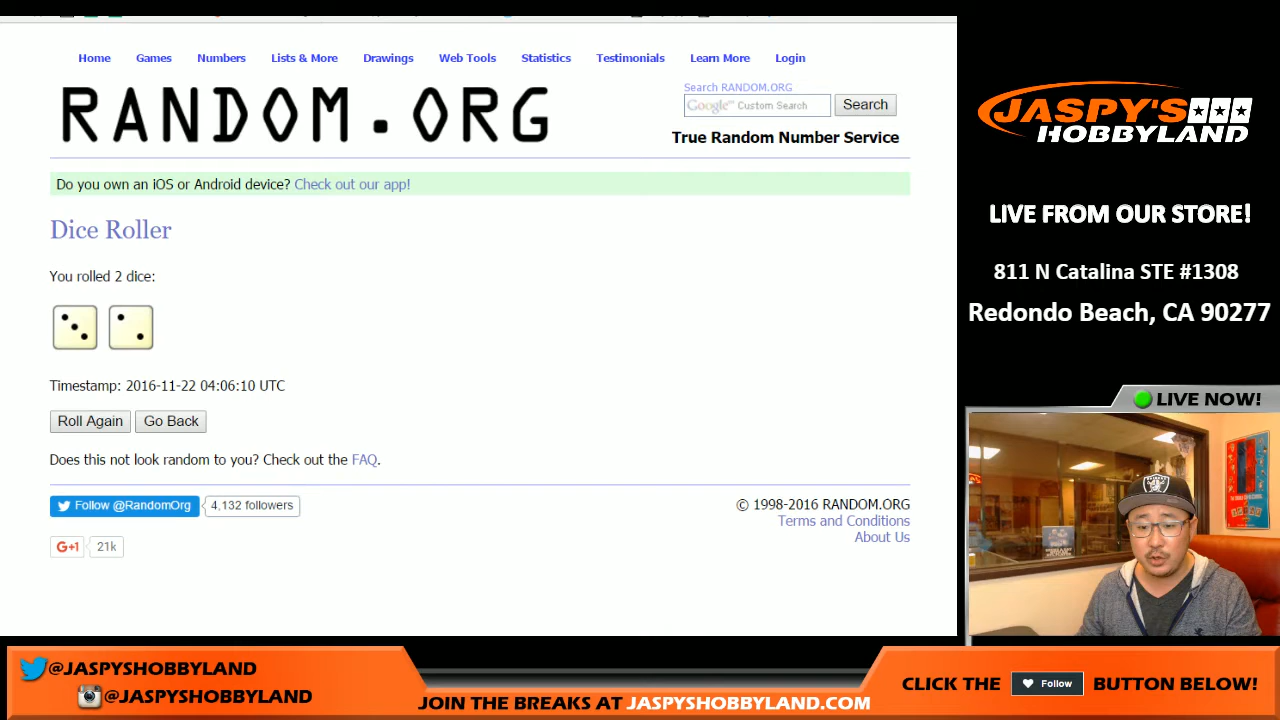 Home Games Numbers Lists & More Drawings Web Tools Statistics Testimonials Learn More Login
RANDOM.ORG
Search RANDOM.ORG
Google™ Custom Search Search
True Random Number Service
Do you own an iOS or Android device? Check out our app!
Dice Roller
You rolled 2 dice:
Timestamp: 2016-11-22 04:06:10 UTC
Roll Again Go Back
Does this not look random to you? Check out the FAQ.
Follow @RandomOrg 4,132 followers
G+1 21k
© 1998-2016 RANDOM.ORG
Terms and Conditions
About Us
JASPY'S
HOBBYLAND
LIVE FROM OUR STORE!
811 N Catalina STE #1308
Redondo Beach, CA 90277
LIVE NOW!
@JASPYSHOBBYLAND
@JASPYSHOBBYLAND
JOIN THE BREAKS AT JASPYSHOBBYLAND.COM
CLICK THE Follow BUTTON BELOW!